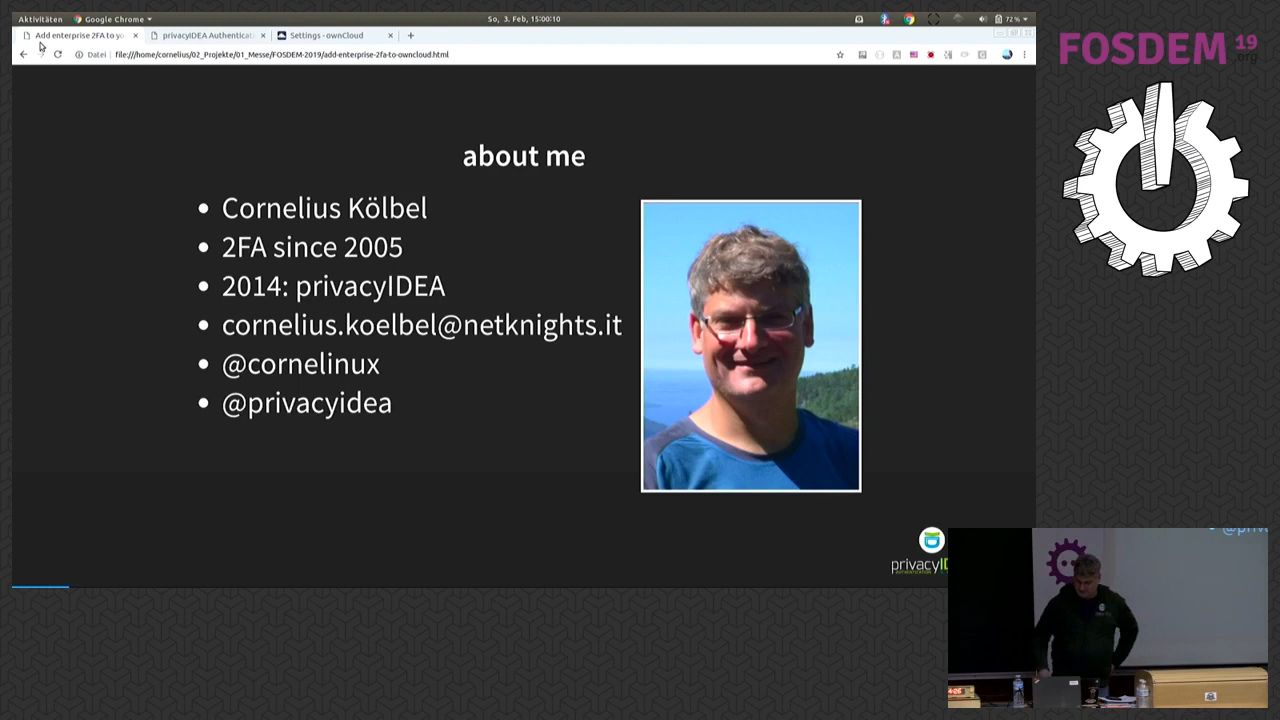 Aktivitäten
Google Chrome
So, 3. Feb, 15:00:10
72 %
Add enterprise 2FA to yo
privacyIDEA Authenticat
Settings - ownCloud
Datei
file:///home/cornelius/02_Projekte/01_Messe/FOSDEM-2019/add-enterprise-2fa-to-owncloud.html
FOSDEM 19
.org
about me
Cornelius Kölbel
2FA since 2005
2014: privacyIDEA
cornelius.koelbel@netknights.it
@cornelinux
@privacyidea
privacyID
@priv